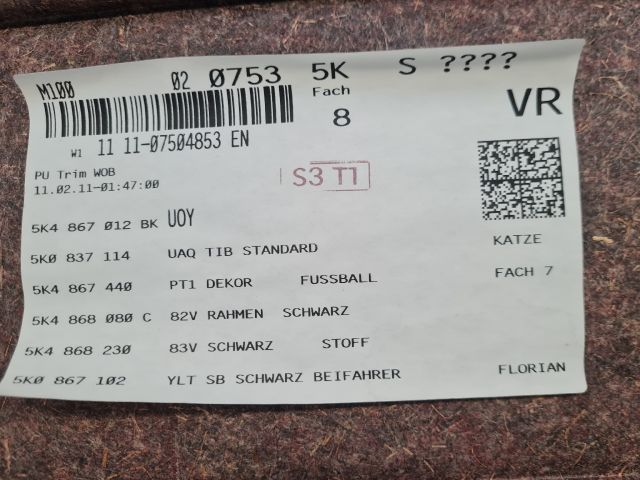 M100 02 0753 5K S ????
Fach
8
VR
W1 11 11-07504853 EN
PU Trim WOB
11.02.11-01:47:00
S3 T1
5K4 867 012 BK UOY
5K0 837 114 UAQ TIB STANDARD
KATZE
5K4 867 440 PT1 DEKOR FUSSBALL
FACH 7
5K4 868 080 C 82V RAHMEN SCHWARZ
5K4 868 230 83V SCHWARZ STOFF
5K0 867 102 YLT SB SCHWARZ BEIFAHRER
FLORIAN